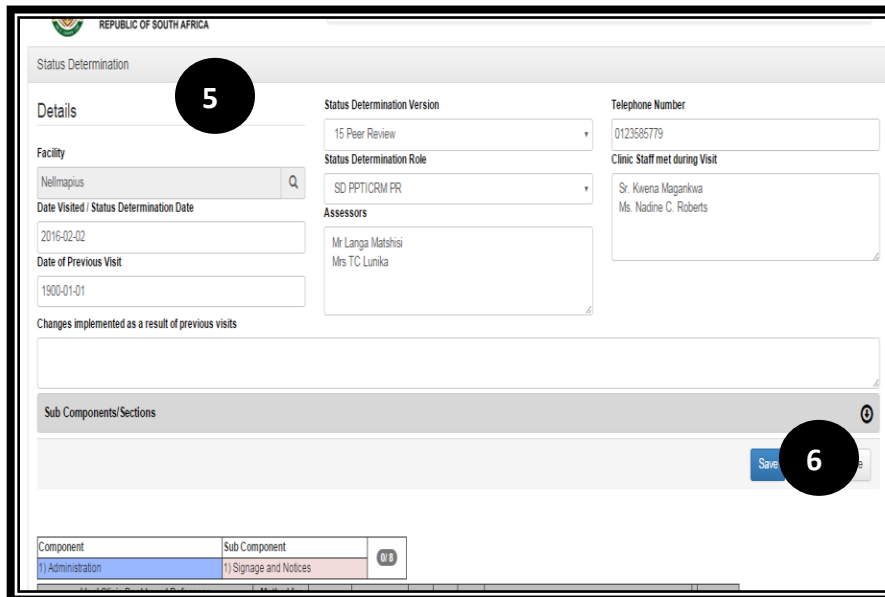 REPUBLIC OF SOUTH AFRICA
Status Determination
5
Details
Facility
Nellmapius
Date Visited / Status Determination Date
2016-02-02
Date of Previous Visit
1900-01-01
Status Determination Version
15 Peer Review
Status Determination Role
SD PPTICRM PR
Assessors
Mr Langa Matshisi
Mrs TC Lunika
Telephone Number
0123585779
Clinic Staff met during Visit
Sr. Kwena Magankwa
Ms. Nadine C. Roberts
Changes implemented as a result of previous visits
Sub Components/Sections
Save
6
Component Sub Component
0/8
1) Administration 1) Signage and Notices